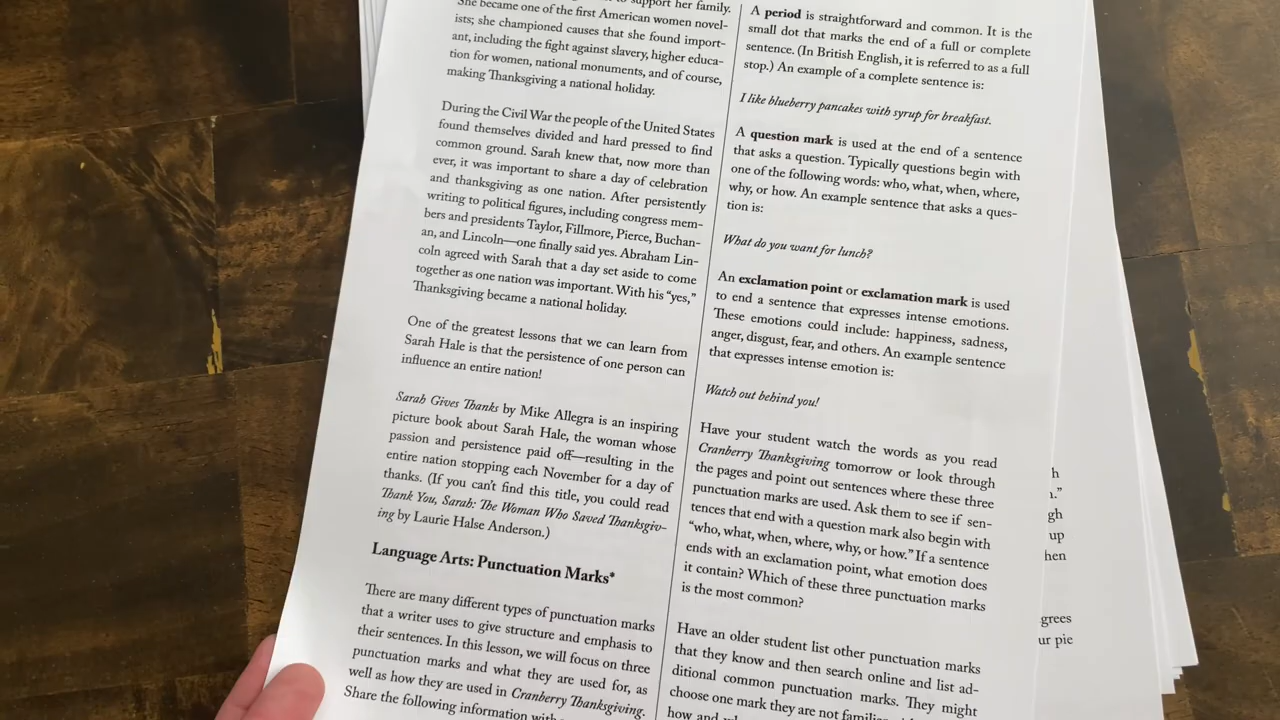 support her family.
She became one of the first American women novel-
ists; she championed causes that she found import-
ant, including the fight against slavery, higher educa-
tion for women, national monuments, and of course,
making Thanksgiving a national holiday.
During the Civil War the people of the United States
found themselves divided and hard pressed to find
common ground. Sarah knew that, now more than
ever, it was important to share a day of celebration
and thanksgiving as one nation. After persistently
writing to political figures, including congress mem-
bers and presidents Taylor, Fillmore, Pierce, Buchan-
an, and Lincoln—one finally said yes. Abraham Lin-
coln agreed with Sarah that a day set aside to come
together as one nation was important. With his "yes,"
Thanksgiving became a national holiday.
One of the greatest lessons that we can learn from
Sarah Hale is that the persistence of one person can
influence an entire nation!
Sarah Gives Thanks by Mike Allegra is an inspiring
picture book about Sarah Hale, the woman whose
passion and persistence paid off—resulting in the
entire nation stopping each November for a day of
thanks. (If you can't find this title, you could read
Thank You, Sarah: The Woman Who Saved Thanksgiv-
ing by Laurie Halse Anderson.)
Language Arts: Punctuation Marks*
There are many different types of punctuation marks
that a writer uses to give structure and emphasis to
their sentences. In this lesson, we will focus on three
punctuation marks and what they are used for, as
well as how they are used in Cranberry Thanksgiving.
Share the following information with
A period is straightforward and common. It is the
small dot that marks the end of a full or complete
sentence. (In British English, it is referred to as a full
stop.) An example of a complete sentence is:
I like blueberry pancakes with syrup for breakfast.
A question mark is used at the end of a sentence
that asks a question. Typically questions begin with
one of the following words: who, what, when, where,
why, or how. An example sentence that asks a ques-
tion is:
What do you want for lunch?
An exclamation point or exclamation mark is used
to end a sentence that expresses intense emotions.
These emotions could include: happiness, sadness,
anger, disgust, fear, and others. An example sentence
that expresses intense emotion is:
Watch out behind you!
Have your student watch the words as you read
Cranberry Thanksgiving tomorrow or look through
the pages and point out sentences where these three
punctuation marks are used. Ask them to see if sen-
tences that end with a question mark also begin with
"who, what, when, where, why, or how." If a sentence
ends with an exclamation point, what emotion does
it contain? Which of these three punctuation marks
is the most common?
Have an older student list other punctuation marks
that they know and then search online and list ad-
ditional common punctuation marks. They might
choose one mark they are not
how and
h
."
gh
up
hen
grees
ur pie